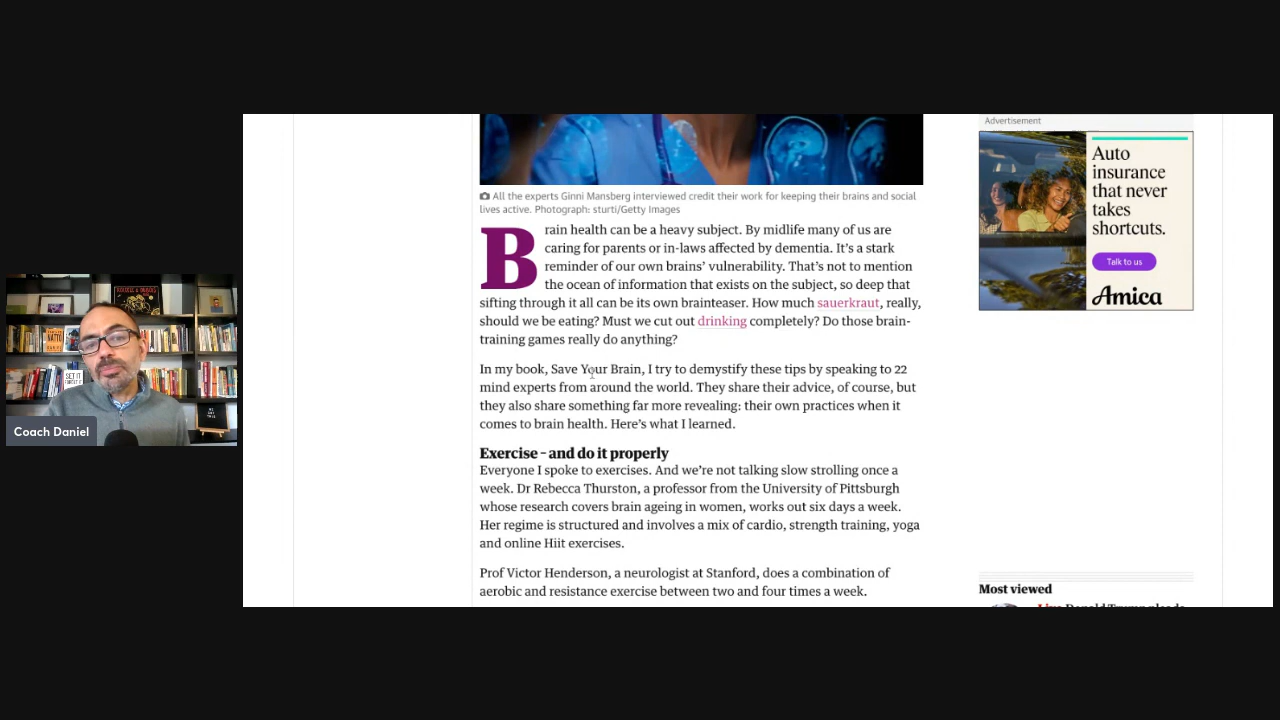 Advertisement
Auto
insurance
that never
takes
shortcuts.
Talk to us
Amica
All the experts Ginni Mansberg interviewed credit their work for keeping their brains and social
lives active. Photograph: sturti/Getty Images
Brain health can be a heavy subject. By midlife many of us are
caring for parents or in-laws affected by dementia. It’s a stark
reminder of our own brains’ vulnerability. That’s not to mention
the ocean of information that exists on the subject, so deep that
sifting through it all can be its own brainteaser. How much sauerkraut, really,
should we be eating? Must we cut out drinking completely? Do those brain-
training games really do anything?
In my book, Save Your Brain, I try to demystify these tips by speaking to 22
mind experts from around the world. They share their advice, of course, but
they also share something far more revealing: their own practices when it
comes to brain health. Here’s what I learned.
Exercise – and do it properly
Everyone I spoke to exercises. And we’re not talking slow strolling once a
week. Dr Rebecca Thurston, a professor from the University of Pittsburgh
whose research covers brain ageing in women, works out six days a week.
Her regime is structured and involves a mix of cardio, strength training, yoga
and online Hiit exercises.
Prof Victor Henderson, a neurologist at Stanford, does a combination of
aerobic and resistance exercise between two and four times a week.
Most viewed
Coach Daniel